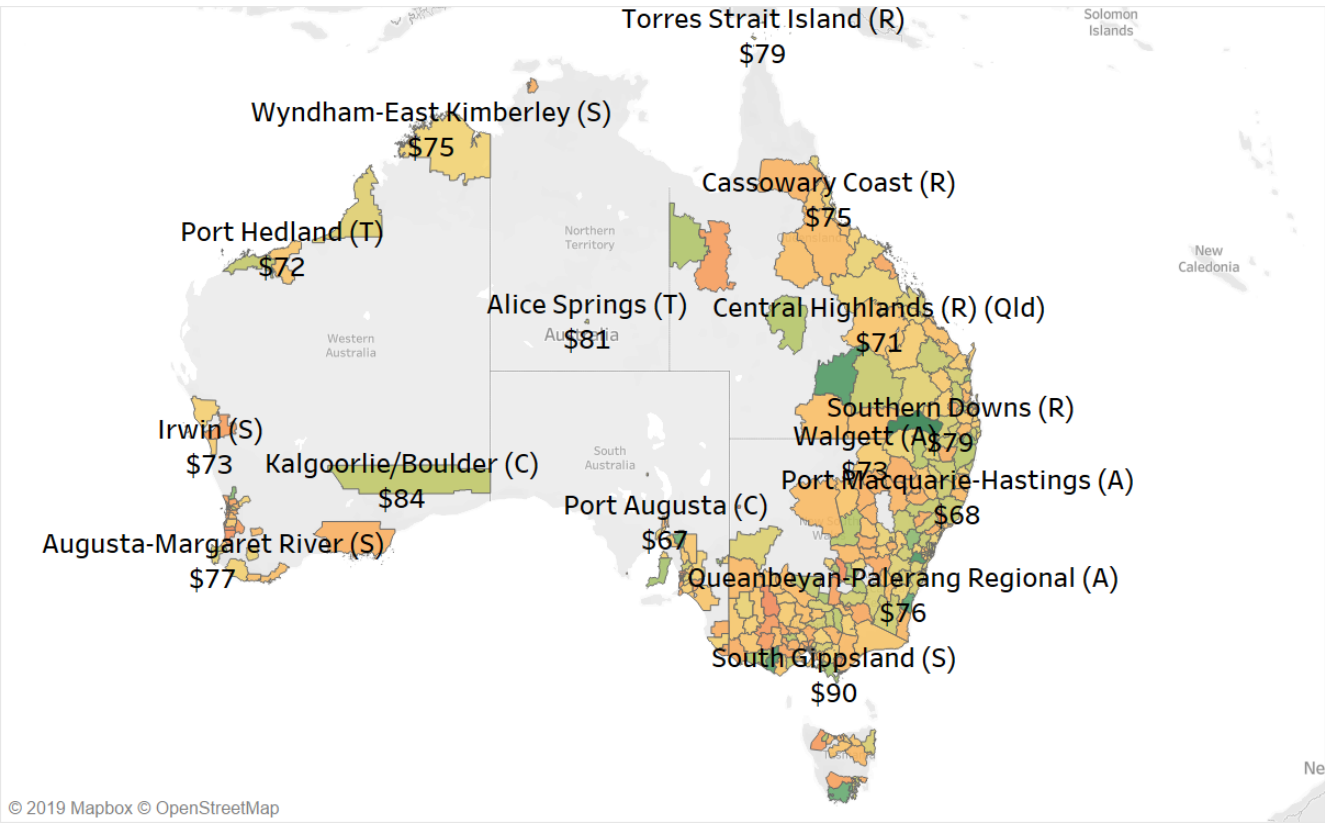 Torres Strait Island (R)
$79
Solomon
Islands
Wyndham-East Kimberley (S)
$75
Cassowary Coast (R)
$75
Port Hedland (T)
$72
Northern
Territory
New
Caledonia
Alice Springs (T)
Australia
$81
Central Highlands (R) (Qld)
$71
Western
Australia
Southern Downs (R)
$79
Irwin (S)
$73
Walgett (A)
$73
Kalgoorlie/Boulder (C)
$84
South
Australia
Port Macquarie-Hastings (A)
$68
Port Augusta (C)
$67
Augusta-Margaret River (S)
$77
Queanbeyan-Palerang Regional (A)
$76
South Gippsland (S)
$90
Ne
© 2019 Mapbox © OpenStreetMap